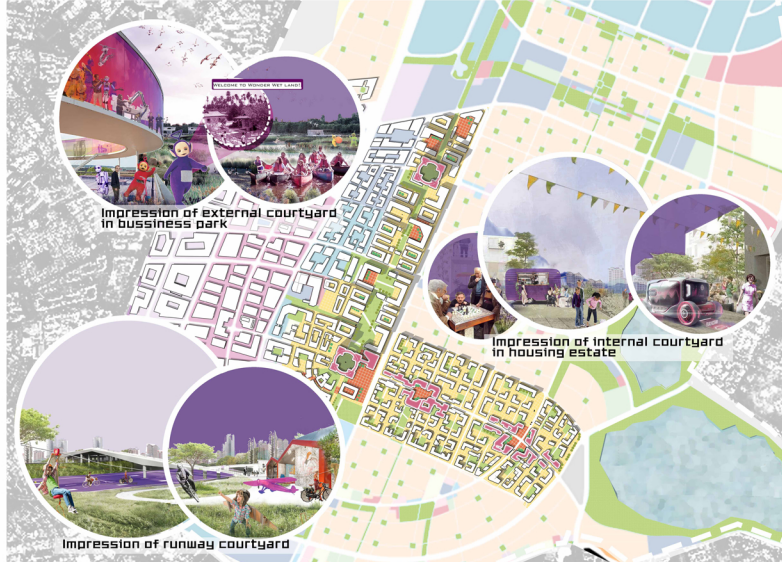 WELCOME TO WONDER WET LAND!
Impression of external courtyard
in bussiness park
Impression of internal courtyard
in housing estate
Impression of runway courtyard